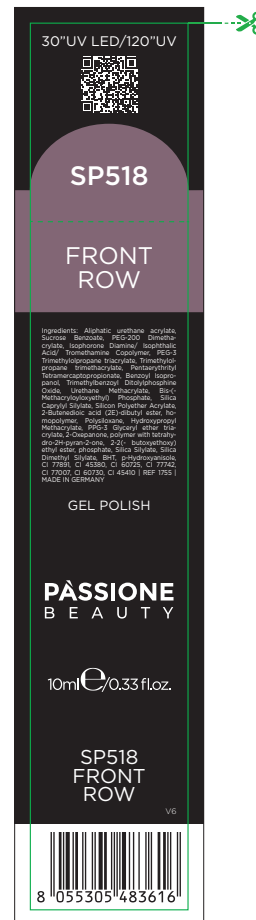 30”UV LED/120”UV
SP518
FRONT
ROW
Ingredients: Aliphatic urethane acrylate,
Sucrose Benzoate, PEG-200 Dimetha-
crylate, Isophorone Diamine/ Isophthalic
Acid/ Tromethamine Copolymer, PEG-3
Trimethylolpropane triacrylate, Trimethylol-
propane trimethacrylate, Pentaerythrityl
Tetramercaptopropionate, Benzoyl Isopro-
panol, Trimethylbenzoyl Ditolylphosphine
Oxide, Urethane Methacrylate, Bis-(-
Methacryloyloxyethyl) Phosphate, Silica
Caprylyl Silylate, Silicon Polyether Acrylate,
2-Butenedioic acid (2E)-dibutyl ester, ho-
mopolymer, Polysiloxane, Hydroxypropyl
Methacrylate, PPG-3 Glyceryl ether tria-
crylate, 2-Oxepanone, polymer with tetrahy-
dro-2H-pyran-2-one, 2-2(- butoxyethoxy)
ethyl ester, phosphate, Silica Silylate, Silica
Dimethyl Silylate, BHT, p-Hydroxyanisole,
CI 77891, CI 45380, CI 60725, CI 77742,
CI 77007, CI 60730, CI 45410 | REF 1755 |
MADE IN GERMANY
GEL POLISH
PÀSSIONE
BEAUTY
10ml℮/0.33 fl.oz.
SP518
FRONT
ROW
V6
8 055305 483616